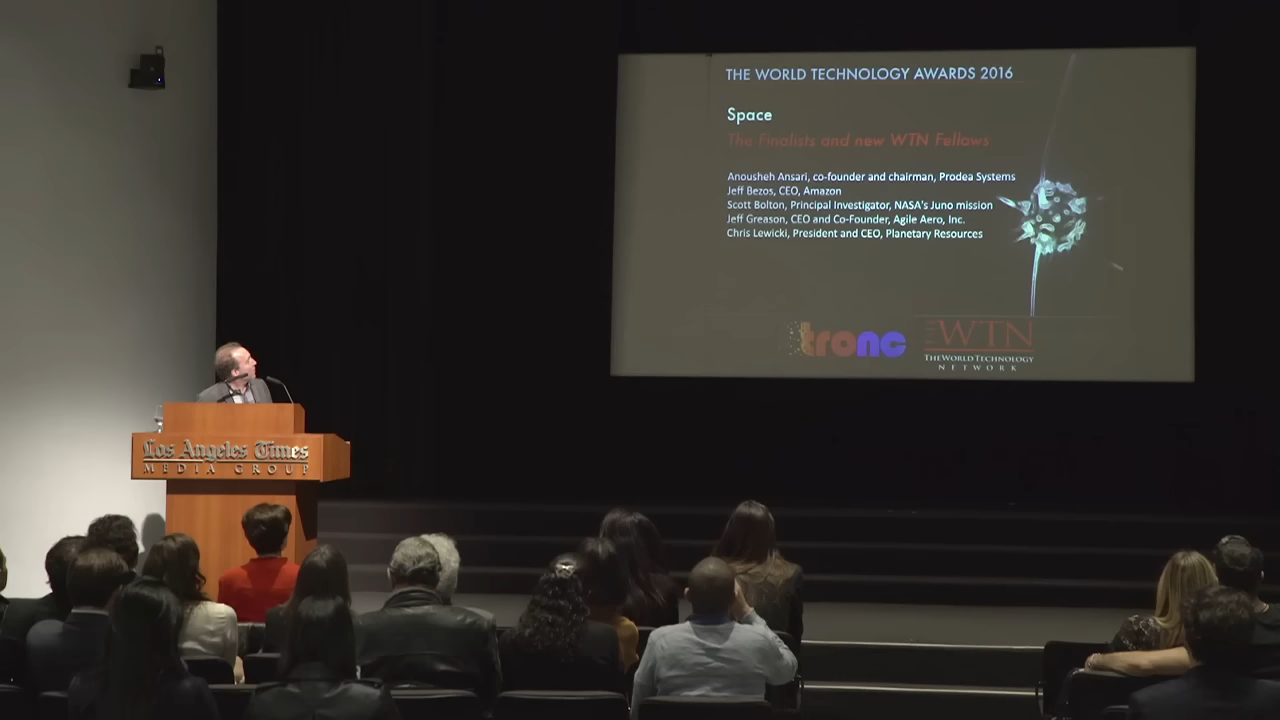 THE WORLD TECHNOLOGY AWARDS 2016
Space
The Finalists and new WTN Fellows
Anousheh Ansari, co-founder and chairman, Prodea Systems
Jeff Bezos, CEO, Amazon
Scott Bolton, Principal Investigator, NASA's Juno mission
Jeff Greason, CEO and Co-Founder, Agile Aero, Inc.
Chris Lewicki, President and CEO, Planetary Resources
tronc
THE WTN
THE WORLD TECHNOLOGY
NETWORK
Los Angeles Times
MEDIA GROUP